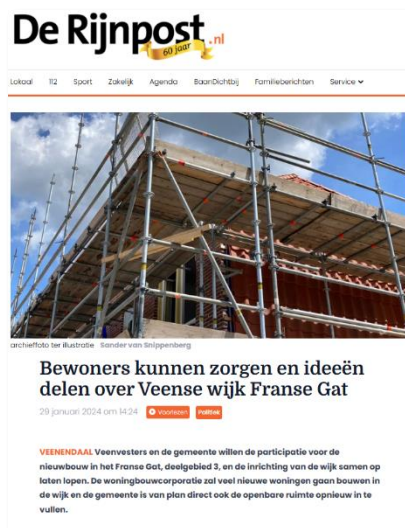 De Rijnpost.nl
60 jaar
Lokaal 112 Sport Zakelijk Agenda BaanDichtbij Familieberichten Service
archieffoto ter illustratie Sander van Snippenberg
Bewoners kunnen zorgen en ideeën
delen over Veense wijk Franse Gat
29 januari 2024 om 14:24 Voorlezen Politiek
VEENENDAAL Veenvesters en de gemeente willen de participatie voor de
nieuwbouw in het Franse Gat, deelgebied 3, en de inrichting van de wijk samen op
laten lopen. De woningbouwcorporatie zal veel nieuwe woningen gaan bouwen in
de wijk en de gemeente is van plan direct ook de openbare ruimte opnieuw in te
vullen.